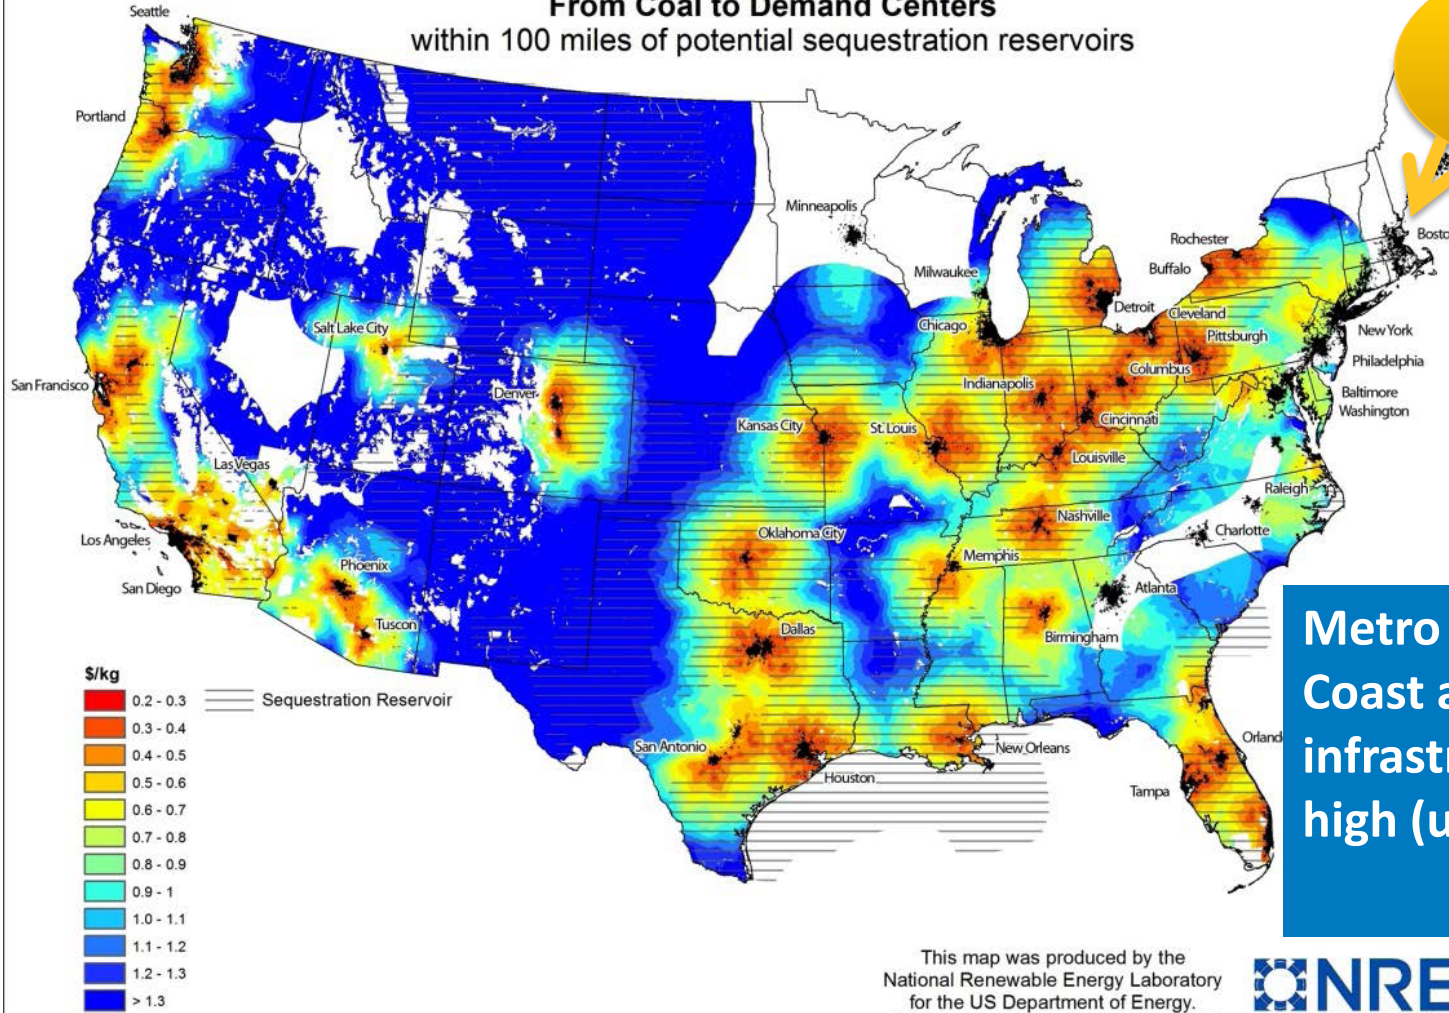 From Coal to Demand Centers
within 100 miles of potential sequestration reservoirs
Seattle
Portland
Minneapolis
Rochester
Bosto
Buffalo
Milwaukee
Detroit
Cleveland
Chicago
Salt Lake City
New York
Pittsburgh
Philadelphia
Columbus
San Francisco
Indianapolis
Denver
Baltimore
Washington
Cincinnati
Kansas City
St. Louis
Louisville
Las Vegas
Raleigh
Nashville
Charlotte
Oklahoma City
Los Angeles
Memphis
Phoenix
San Diego
Atlanta
Tuscon
Dallas
Birmingham
Metro
Coast a
infrast
high (u
$/kg
0.2 - 0.3
Sequestration Reservoir
0.3 - 0.4
0.4 - 0.5
0.5 - 0.6
0.6 - 0.7
0.7 - 0.8
0.8 - 0.9
0.9 - 1
1.0 - 1.1
1.1 - 1.2
1.2 - 1.3
> 1.3
San Antonio
New Orleans
Orland
Houston
Tampa
This map was produced by the
National Renewable Energy Laboratory
for the US Department of Energy.
NRE